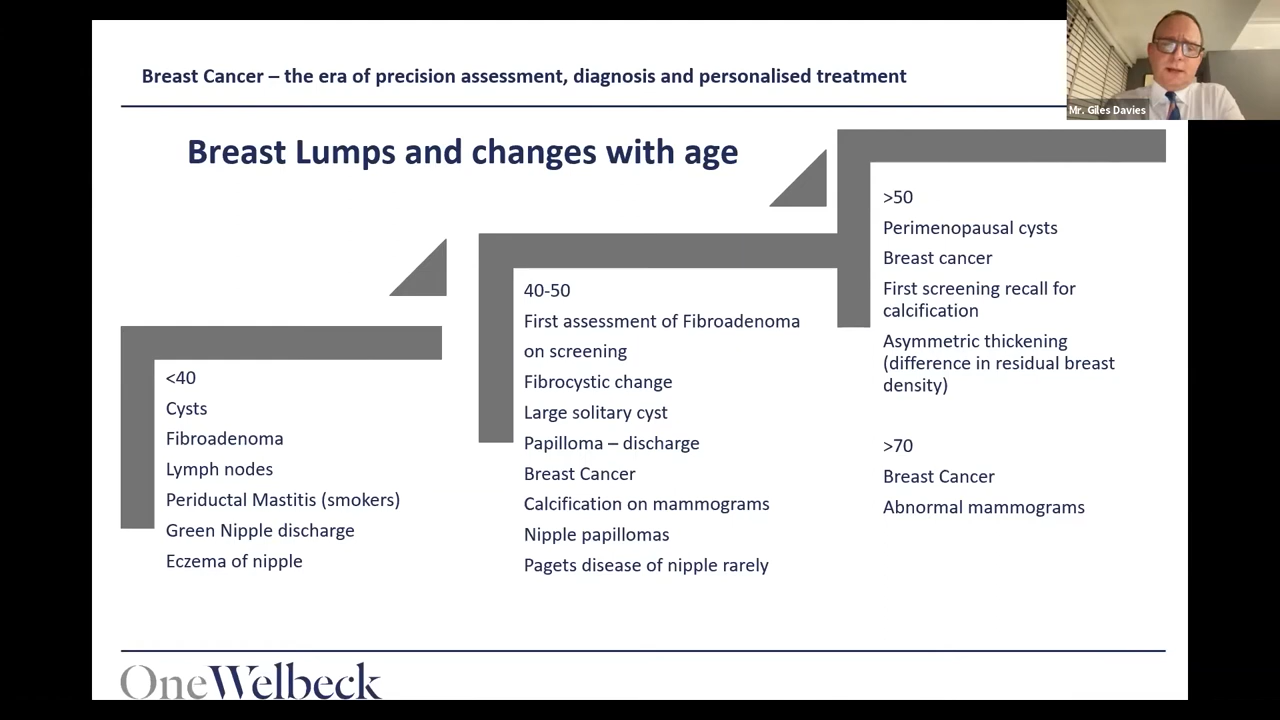 Breast Cancer – the era of precision assessment, diagnosis and personalised treatment
Mr. Giles Davies
Breast Lumps and changes with age
<40
Cysts
Fibroadenoma
Lymph nodes
Periductal Mastitis (smokers)
Green Nipple discharge
Eczema of nipple
40-50
First assessment of Fibroadenoma
on screening
Fibrocystic change
Large solitary cyst
Papilloma – discharge
Breast Cancer
Calcification on mammograms
Nipple papillomas
Pagets disease of nipple rarely
>50
Perimenopausal cysts
Breast cancer
First screening recall for
calcification
Asymmetric thickening
(difference in residual breast
density)
>70
Breast Cancer
Abnormal mammograms
OneWelbeck